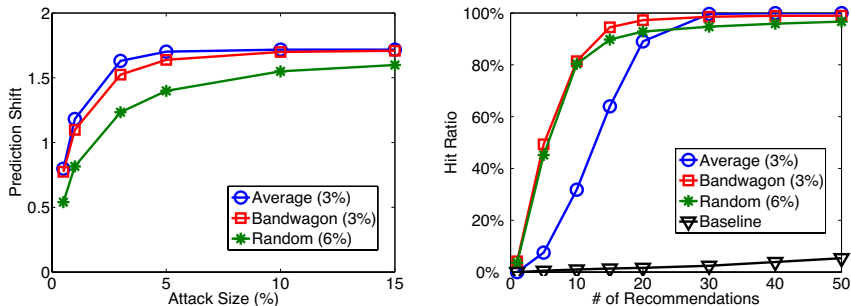 2
1.5
1
0.5
0
0
5
10
15
Prediction Shift
Attack Size (%)
Average (3%)
Bandwagon (3%)
Random (6%)
100%
80%
60%
40%
20%
0%
0
10
20
30
40
50
Hit Ratio
# of Recommendations
Average (3%)
Bandwagon (3%)
Random (6%)
Baseline